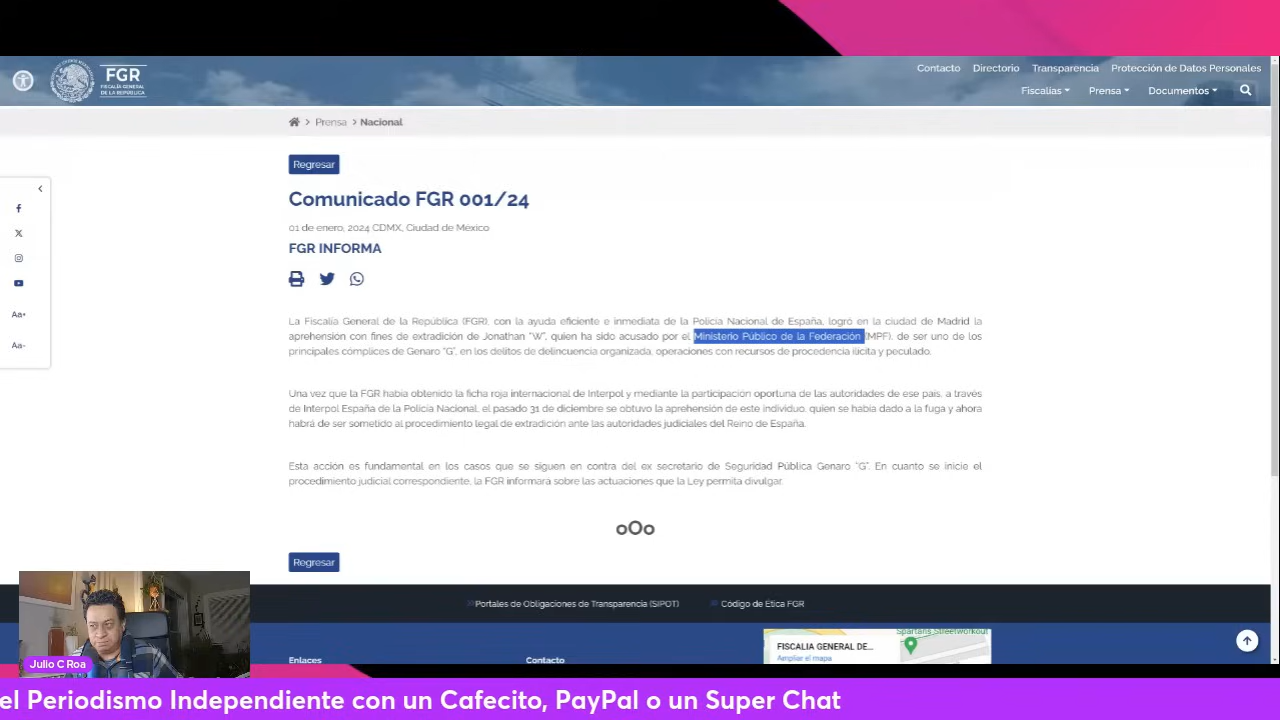 FGR
FISCALÍA GENERAL
DE LA REPÚBLICA
Contacto Directorio Transparencia Protección de Datos Personales
Fiscalías Prensa Documentos
Prensa > Nacional
Regresar
Comunicado FGR 001/24
01 de enero, 2024 CDMX, Ciudad de México
FGR INFORMA
Aa+
Aa-
La Fiscalía General de la República (FGR), con la ayuda eficiente e inmediata de la Policía Nacional de España, logró en la ciudad de Madrid la
aprehensión con fines de extradición de Jonathan "W", quien ha sido acusado por el Ministerio Público de la Federación (MPF), de ser uno de los
principales cómplices de Genaro "G", en los delitos de delincuencia organizada, operaciones con recursos de procedencia ilícita y peculado.
Una vez que la FGR había obtenido la ficha roja internacional de Interpol y mediante la participación oportuna de las autoridades de ese país, a través
de Interpol España de la Policía Nacional, el pasado 31 de diciembre se obtuvo la aprehensión de este individuo, quien se había dado a la fuga y ahora
habrá de ser sometido al procedimiento legal de extradición ante las autoridades judiciales del Reino de España.
Esta acción es fundamental en los casos que se siguen en contra del ex secretario de Seguridad Pública Genaro "G". En cuanto se inicie el
procedimiento judicial correspondiente, la FGR informará sobre las actuaciones que la Ley permita divulgar.
oOo
Regresar
Portales de Obligaciones de Transparencia (SIPOT) Código de Ética FGR
Enlaces Contacto
FISCALIA GENERAL DE...
Ampliar el mapa
Spartans Streetworkout
Julio C Roa
el Periodismo Independiente con un Cafecito, PayPal o un Super Chat